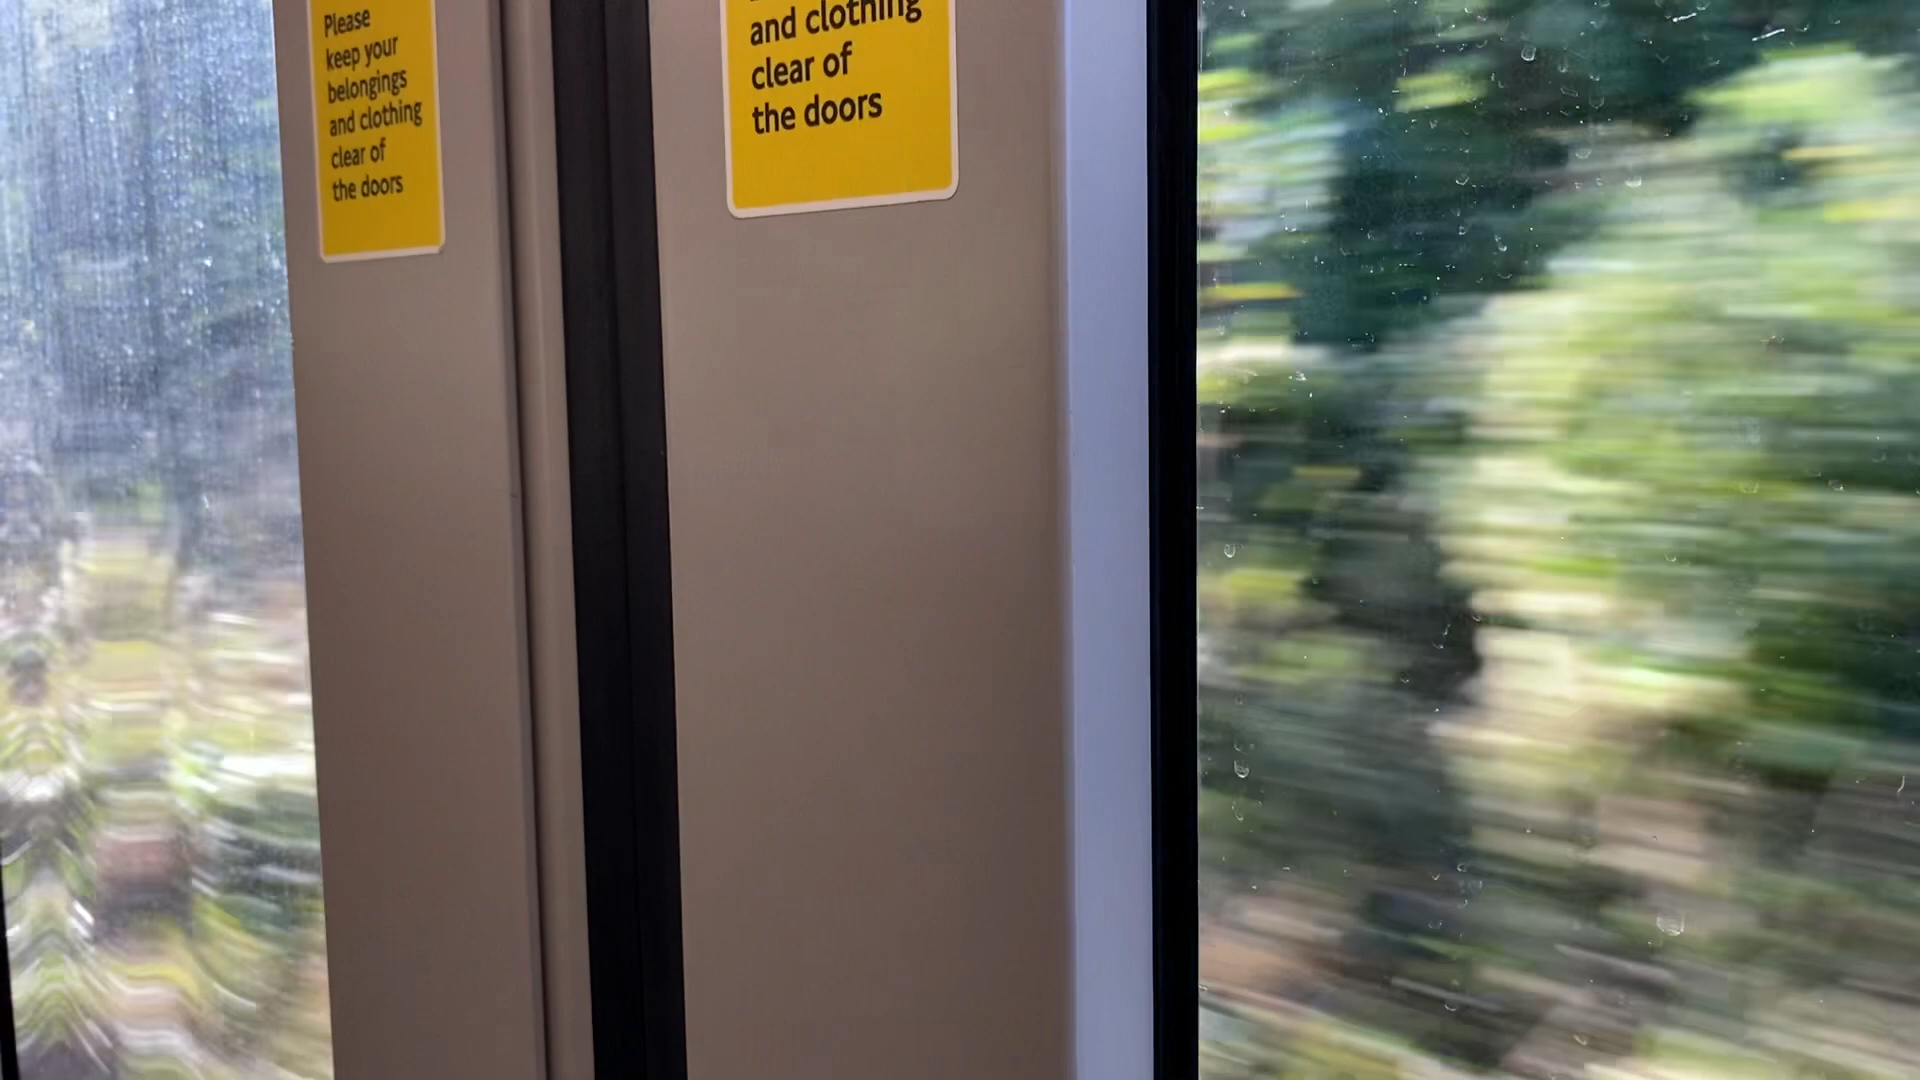 Please
keep your
belongings
and clothing
clear of
the doors
and clothing
clear of
the doors